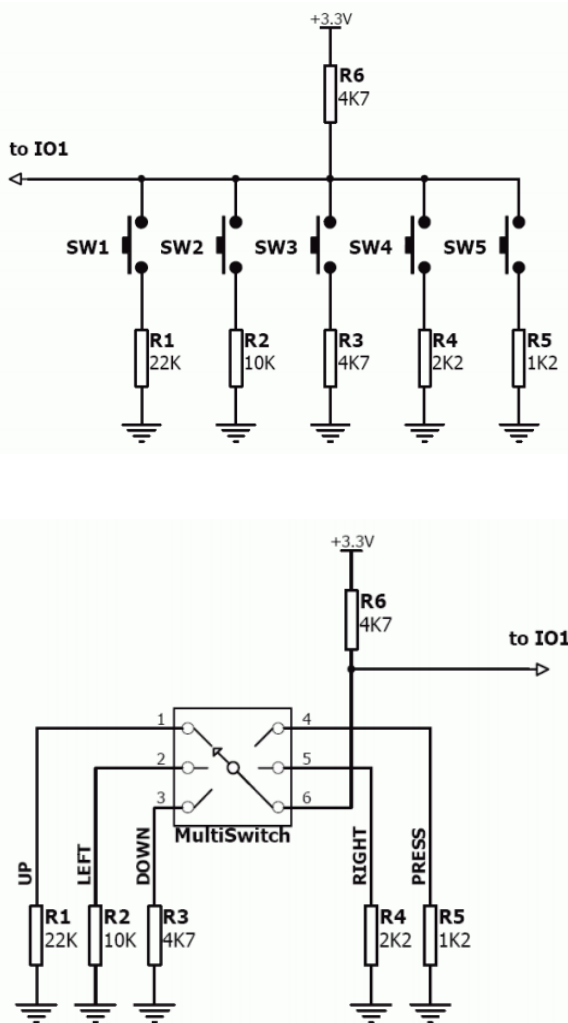 +3.3V
R6
4K7
to IO1
SW1 SW2 SW3 SW4 SW5
R1 R2 R3 R4 R5
22K 10K 4K7 2K2 1K2
+3.3V
R6
4K7
to IO1
1 4
2 5
3 6
MultiSwitch
UP LEFT DOWN RIGHT PRESS
R1 R2 R3 R4 R5
22K 10K 4K7 2K2 1K2